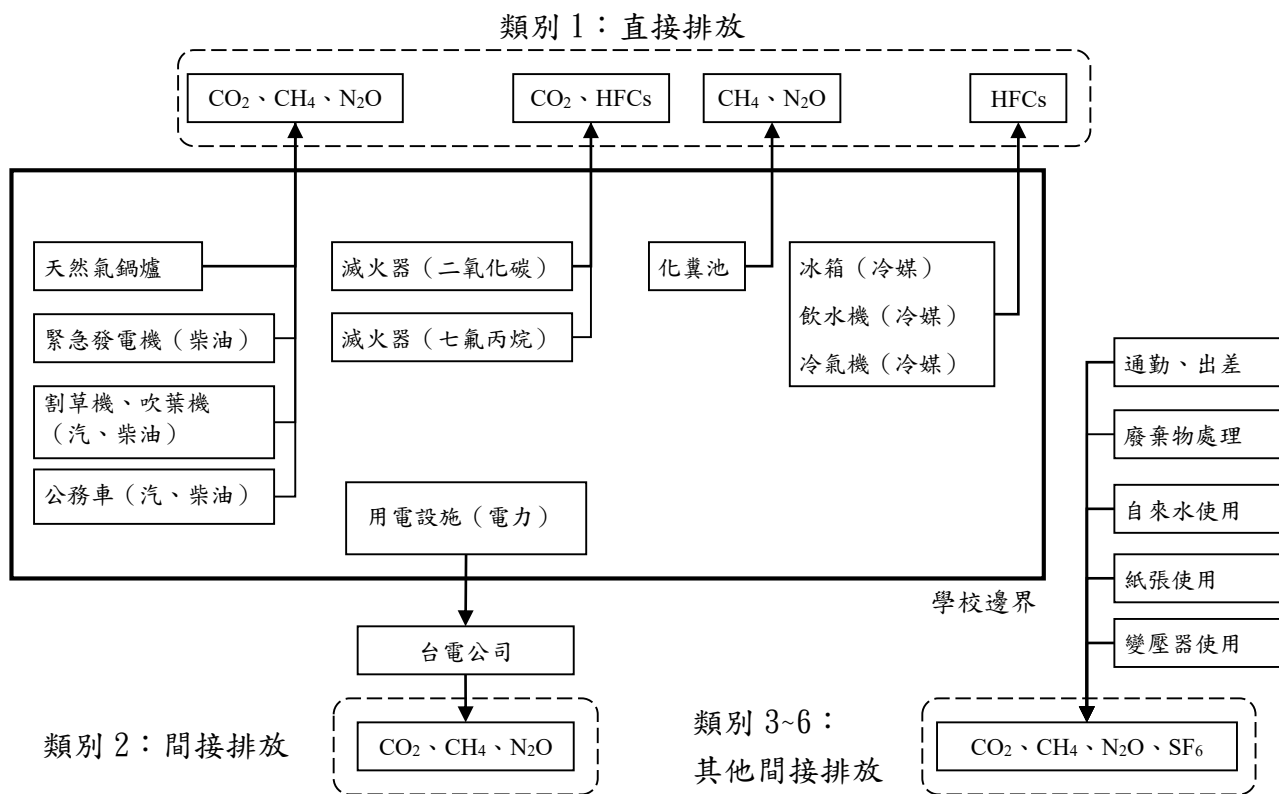 類別 1：直接排放
CO₂、CH₄、N₂O
CO₂、HFCs
CH₄、N₂O
HFCs
天然氣鍋爐
滅火器（二氧化碳）
化糞池
冰箱（冷媒）
飲水機（冷媒）
冷氣機（冷媒）
緊急發電機（柴油）
滅火器（七氟丙烷）
割草機、吹葉機
（汽、柴油）
公務車（汽、柴油）
用電設施（電力）
通勤、出差
廢棄物處理
自來水使用
紙張使用
變壓器使用
學校邊界
台電公司
類別 2：間接排放
CO₂、CH₄、N₂O
類別 3~6：
其他間接排放
CO₂、CH₄、N₂O、SF₆